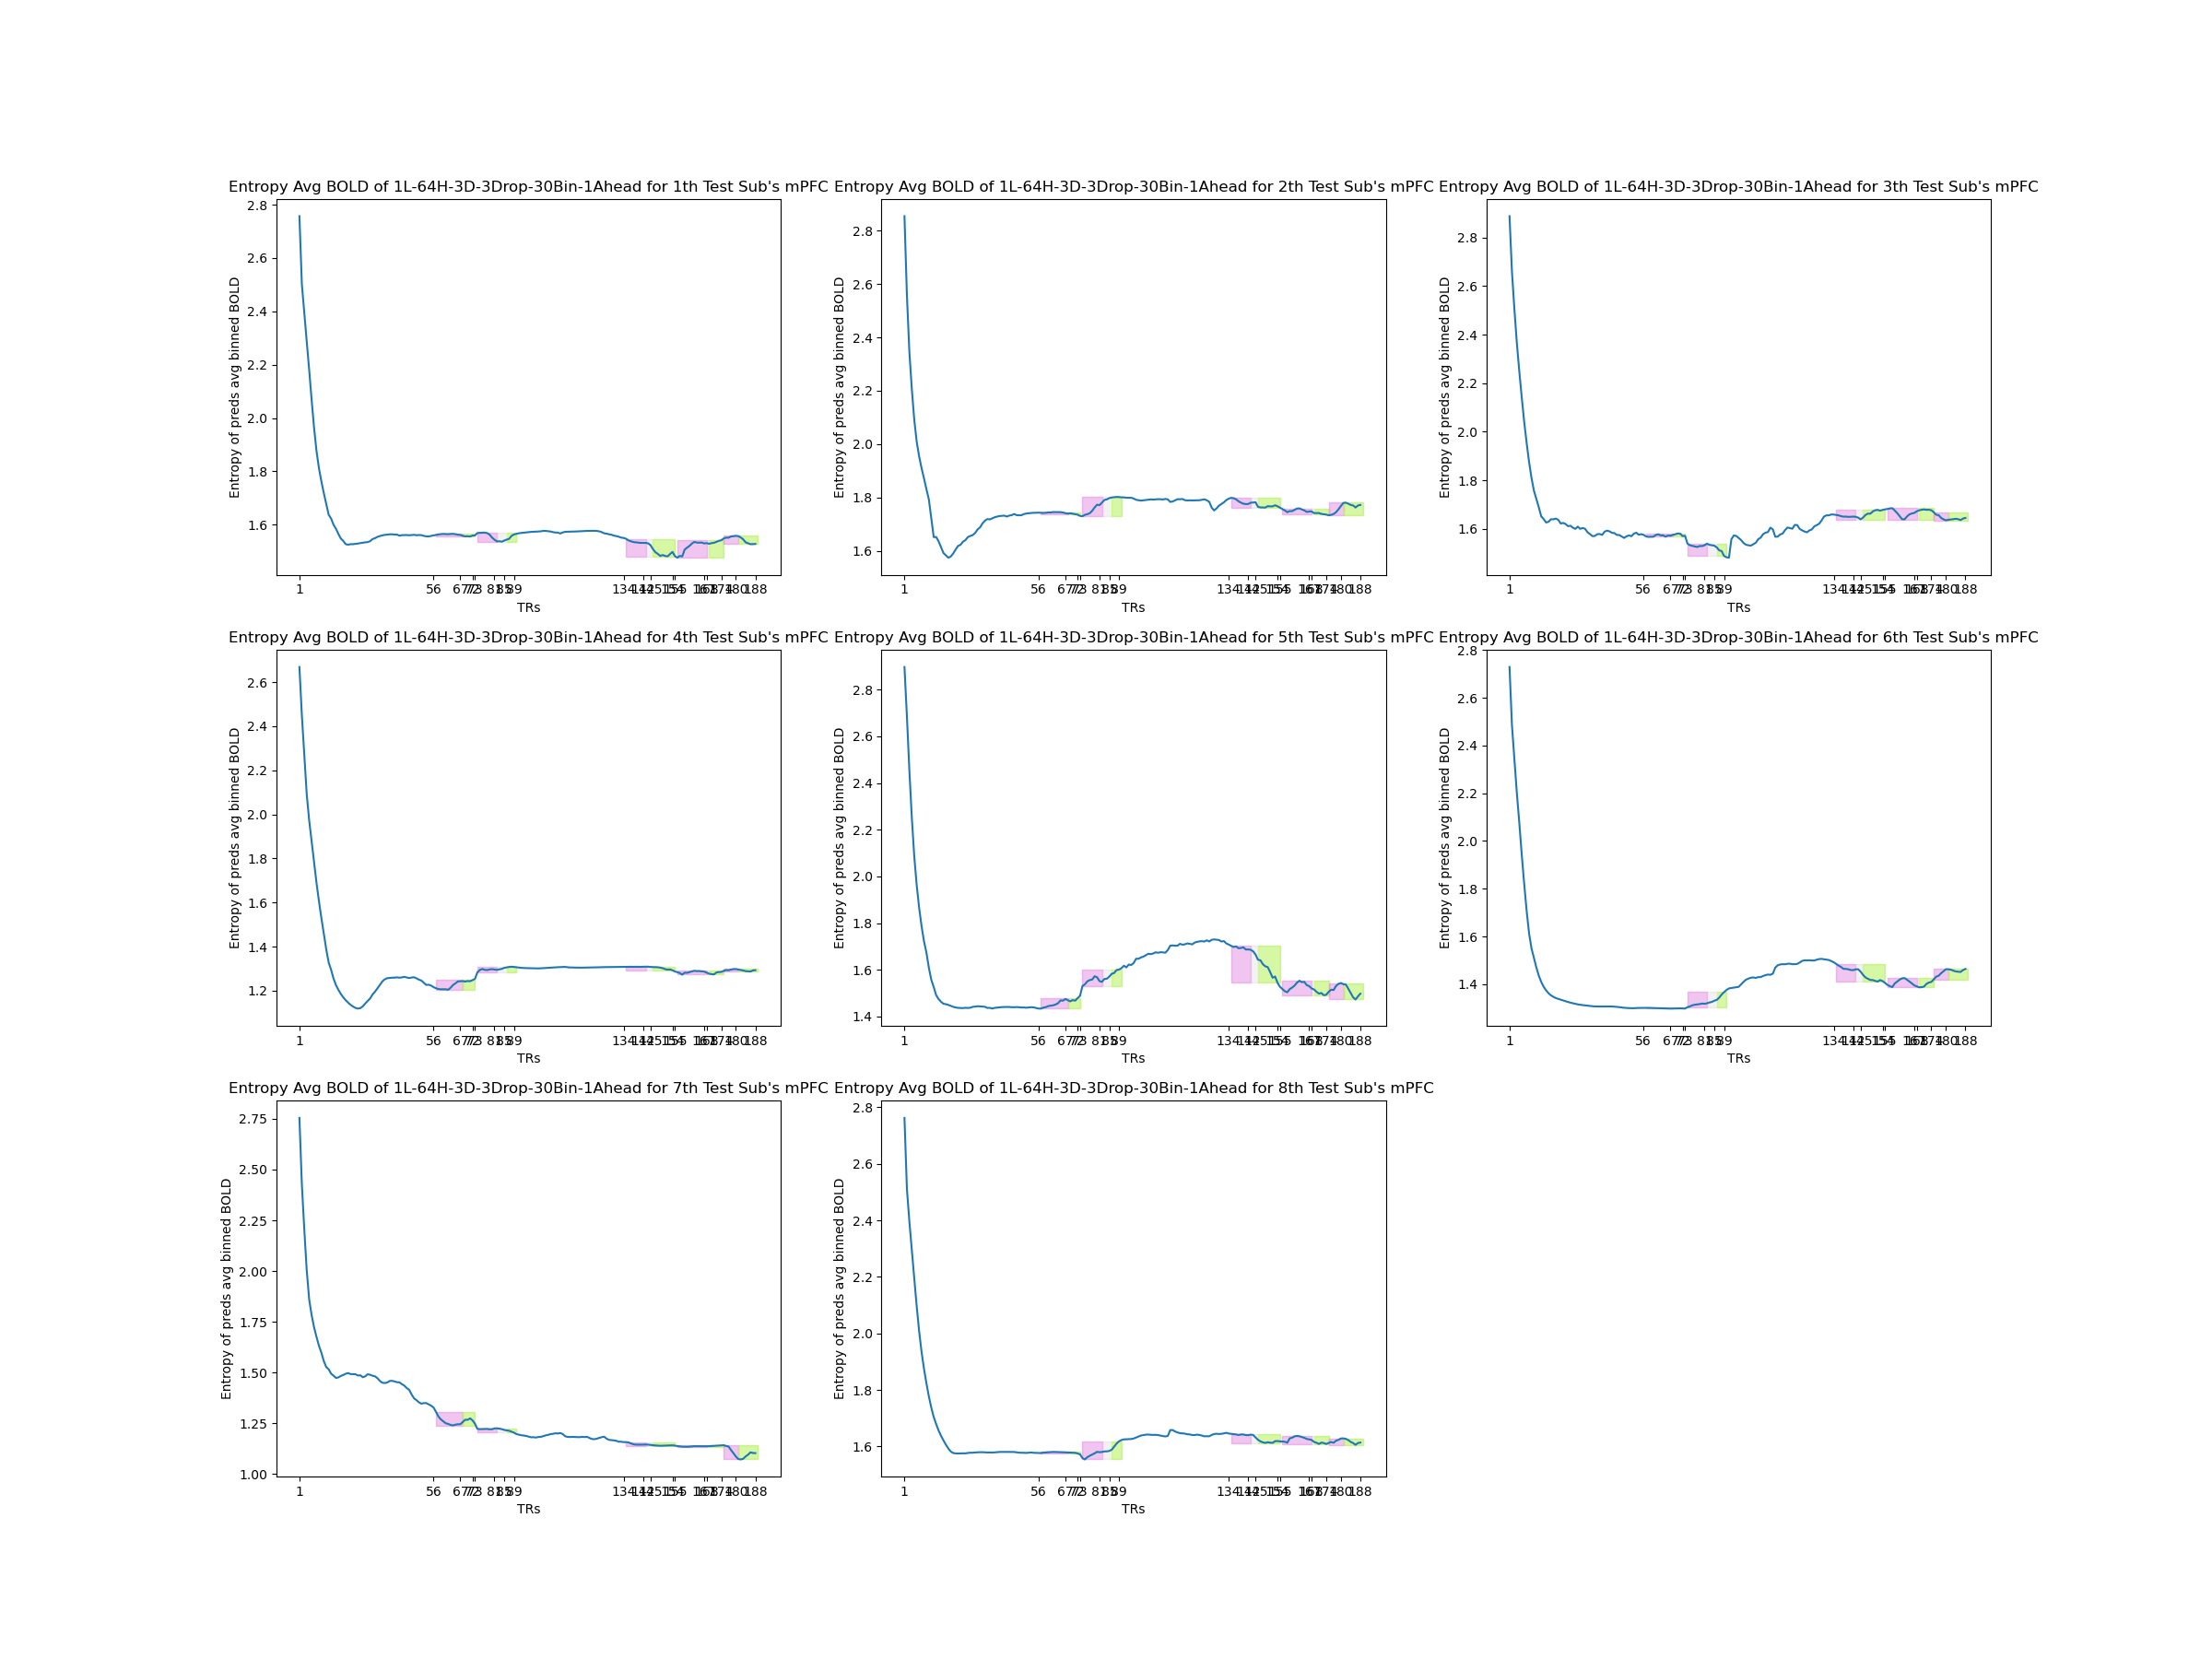 Entropy Avg BOLD of 1L-64H-3D-3Drop-30Bin-1Ahead for 1th Test Sub's mPFC
Entropy of preds avg binned BOLD
2.8
2.6
2.4
2.2
2.0
1.8
1.6
1 56 89 188
TRs
Entropy Avg BOLD of 1L-64H-3D-3Drop-30Bin-1Ahead for 2th Test Sub's mPFC
Entropy of preds avg binned BOLD
2.8
2.6
2.4
2.2
2.0
1.8
1.6
1 56 89 188
TRs
Entropy Avg BOLD of 1L-64H-3D-3Drop-30Bin-1Ahead for 3th Test Sub's mPFC
Entropy of preds avg binned BOLD
2.8
2.6
2.4
2.2
2.0
1.8
1.6
1 56 89 188
TRs
Entropy Avg BOLD of 1L-64H-3D-3Drop-30Bin-1Ahead for 4th Test Sub's mPFC
Entropy of preds avg binned BOLD
2.6
2.4
2.2
2.0
1.8
1.6
1.4
1.2
1 56 89 188
TRs
Entropy Avg BOLD of 1L-64H-3D-3Drop-30Bin-1Ahead for 5th Test Sub's mPFC
Entropy of preds avg binned BOLD
2.8
2.6
2.4
2.2
2.0
1.8
1.6
1.4
1 56 89 188
TRs
Entropy Avg BOLD of 1L-64H-3D-3Drop-30Bin-1Ahead for 6th Test Sub's mPFC
Entropy of preds avg binned BOLD
2.8
2.6
2.4
2.2
2.0
1.8
1.6
1.4
1 56 89 188
TRs
Entropy Avg BOLD of 1L-64H-3D-3Drop-30Bin-1Ahead for 7th Test Sub's mPFC
Entropy of preds avg binned BOLD
2.75
2.50
2.25
2.00
1.75
1.50
1.25
1.00
1 56 89 188
TRs
Entropy Avg BOLD of 1L-64H-3D-3Drop-30Bin-1Ahead for 8th Test Sub's mPFC
Entropy of preds avg binned BOLD
2.8
2.6
2.4
2.2
2.0
1.8
1.6
1 56 89 188
TRs